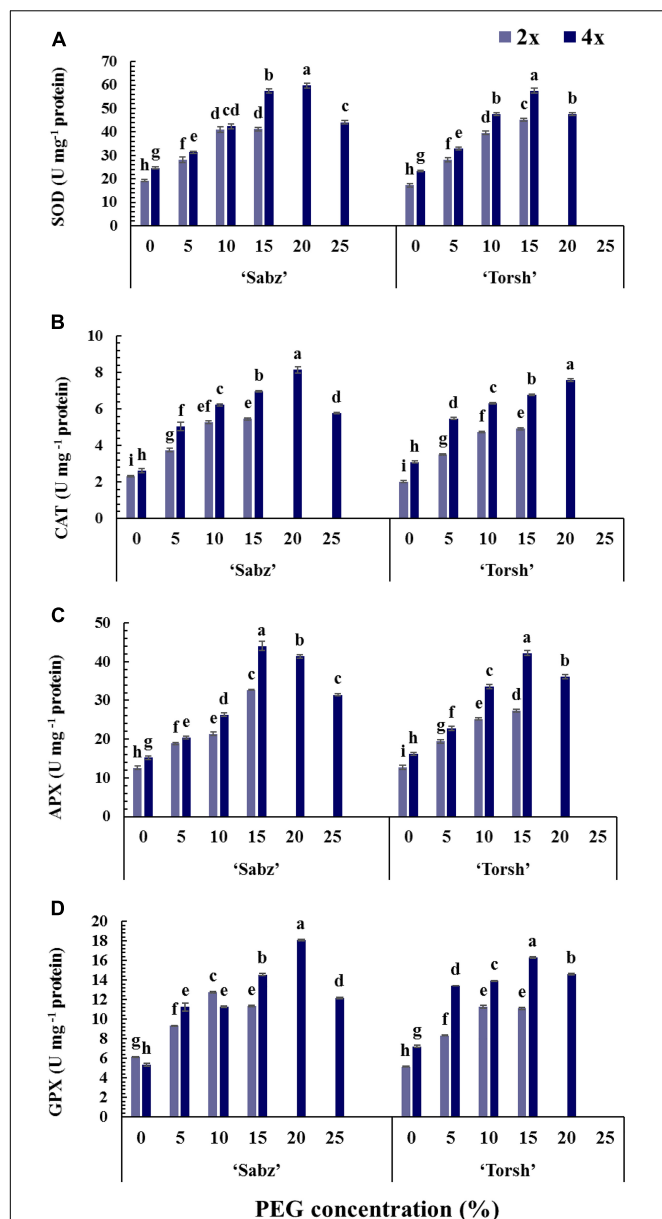 A
2x 4x
SOD (U mg-1 protein)
70
60
50
40
30
20
10
0
h g f e d cd d b a c
h g f e d b c a b
0 5 10 15 20 25 0 5 10 15 20 25
‘Sabz’ ‘Torsh’
B
CAT (U mg-1 protein)
10
8
6
4
2
0
i h g f ef c e b a d
i h g d f c e b a
0 5 10 15 20 25 0 5 10 15 20 25
‘Sabz’ ‘Torsh’
C
APX (U mg-1 protein)
50
40
30
20
10
0
h g f e e d c a b c
i h g f e c d a b
0 5 10 15 20 25 0 5 10 15 20 25
‘Sabz’ ‘Torsh’
D
GPX (U mg-1 protein)
20
18
16
14
12
10
8
6
4
2
0
g h f e c e e b a d
h g f d e c e a b
0 5 10 15 20 25 0 5 10 15 20 25
‘Sabz’ ‘Torsh’
PEG concentration (%)